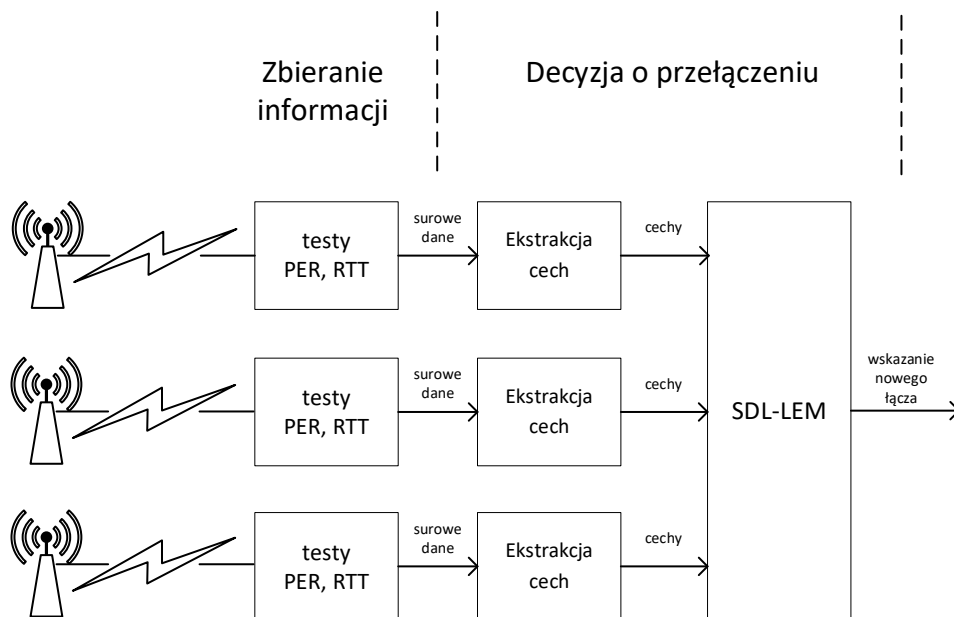 Zbieranie
informacji
Decyzja o przełączeniu
testy
PER, RTT
surowe
dane
Ekstrakcja
cech
cechy
testy
PER, RTT
surowe
dane
Ekstrakcja
cech
cechy
SDL-LEM
wskazanie
nowego
łącza
testy
PER, RTT
surowe
dane
Ekstrakcja
cech
cechy